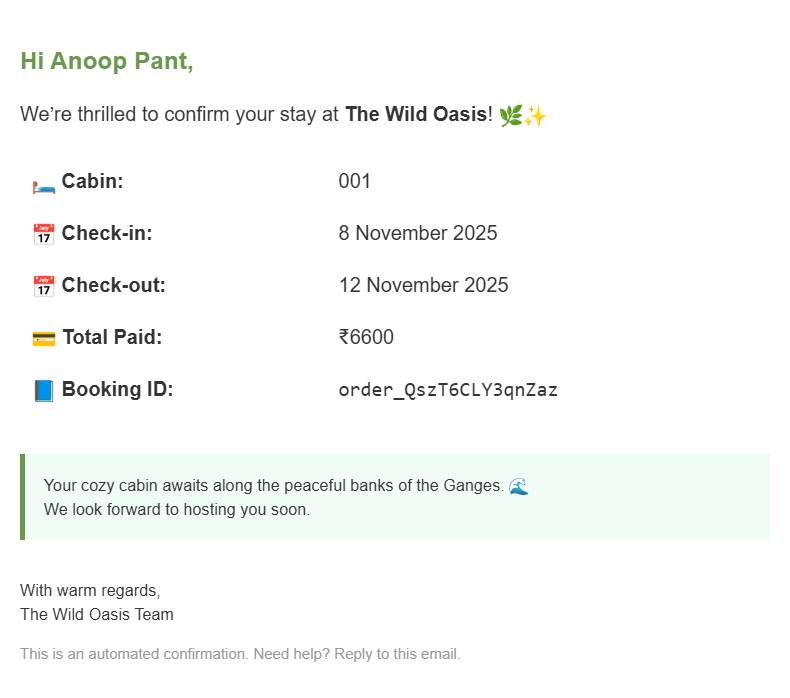 Hi Anoop Pant,
We’re thrilled to confirm your stay at The Wild Oasis! 🌿✨
🛏️ Cabin: 001
📅 Check-in: 8 November 2025
📅 Check-out: 12 November 2025
💳 Total Paid: ₹6600
📘 Booking ID: order_QszT6CLY3qnZaz
Your cozy cabin awaits along the peaceful banks of the Ganges. 🌊
We look forward to hosting you soon.
With warm regards,
The Wild Oasis Team
This is an automated confirmation. Need help? Reply to this email.